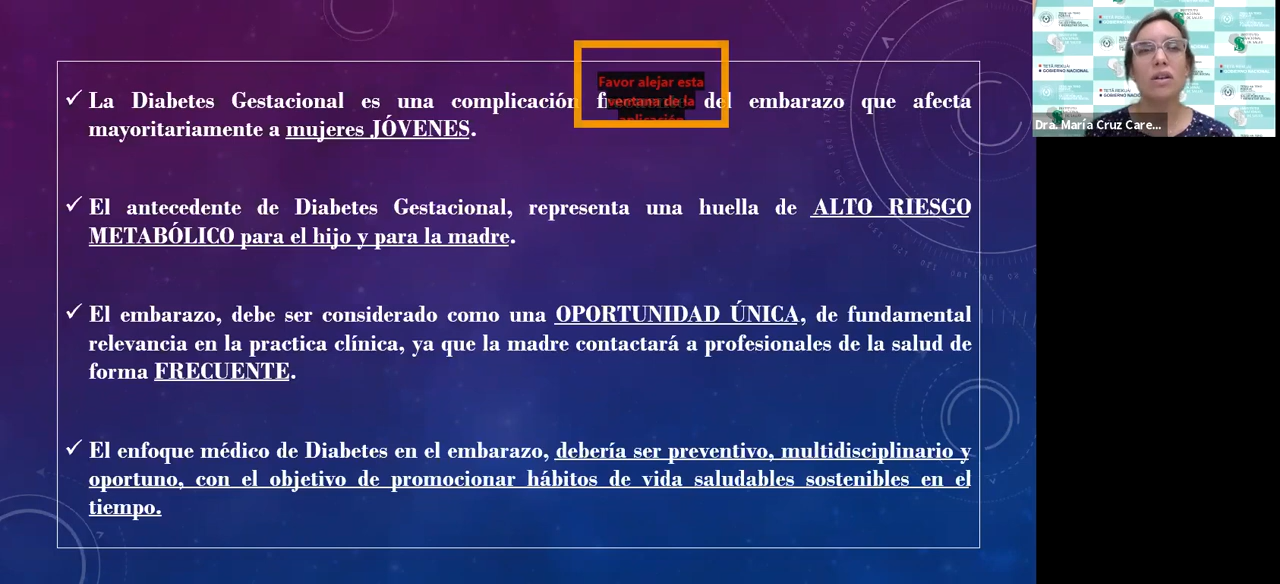 La Diabetes Gestacional es una complicación del embarazo que afecta
mayoritariamente a mujeres JÓVENES.
El antecedente de Diabetes Gestacional, representa una huella de ALTO RIESGO
METABÓLICO para el hijo y para la madre.
El embarazo, debe ser considerado como una OPORTUNIDAD ÚNICA, de fundamental
relevancia en la practica clínica, ya que la madre contactará a profesionales de la salud de
forma FRECUENTE.
El enfoque médico de Diabetes en el embarazo, debería ser preventivo, multidisciplinario y
oportuno, con el objetivo de promocionar hábitos de vida saludables sostenibles en el
tiempo.
Favor alejar esta
ventana de la
aplicación
GOBIERNO NACIONAL
GOBIERNO NACIONAL
Dra. María Cruz Care...